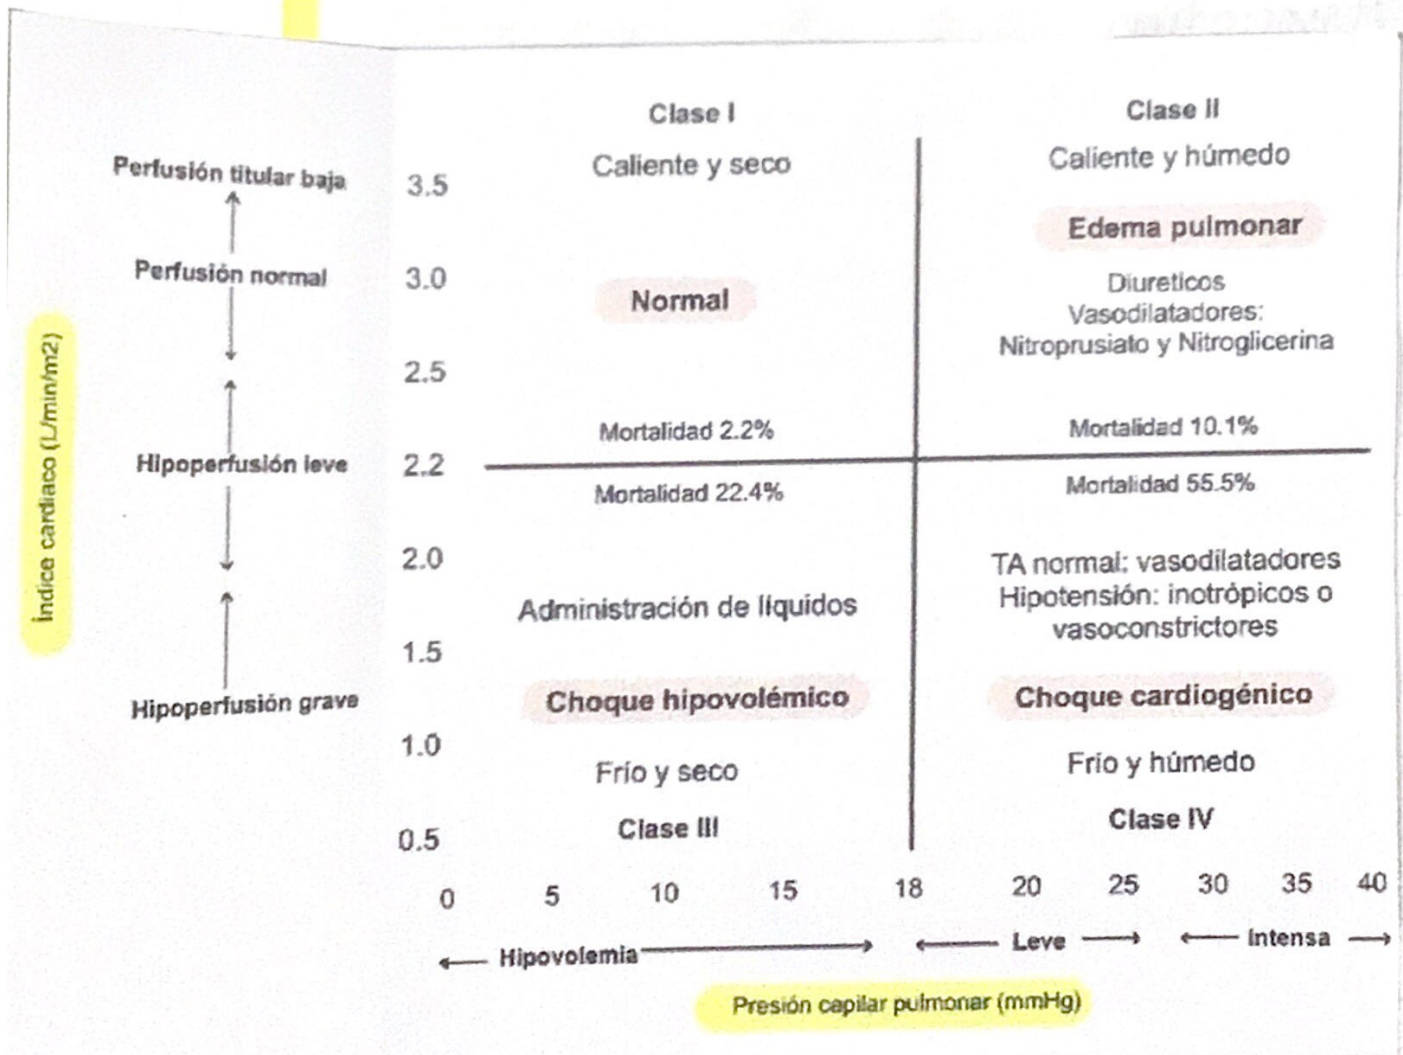 Clase I
Clase II
Caliente y seco
Caliente y húmedo
Perfusión titular baja
3.5
Edema pulmonar
Perfusión normal
3.0
Normal
Diureticos
Vasodilatadores:
Nitroprusiato y Nitroglicerina
2.5
Mortalidad 2.2%
Mortalidad 10.1%
Índice cardiaco (L/min/m2)
Hipoperfusión leve
2.2
Mortalidad 22.4%
Mortalidad 55.5%
2.0
TA normal: vasodilatadores
Hipotensión: inotrópicos o
vasoconstrictores
Administración de líquidos
1.5
Choque hipovolémico
Choque cardiogénico
Hipoperfusión grave
1.0
Frío y seco
Frio y húmedo
Clase III
Clase IV
0.5
0 5 10 15 18 20 25 30 35 40
Hipovolemia
Leve
Intensa
Presión capilar pulmonar (mmHg)